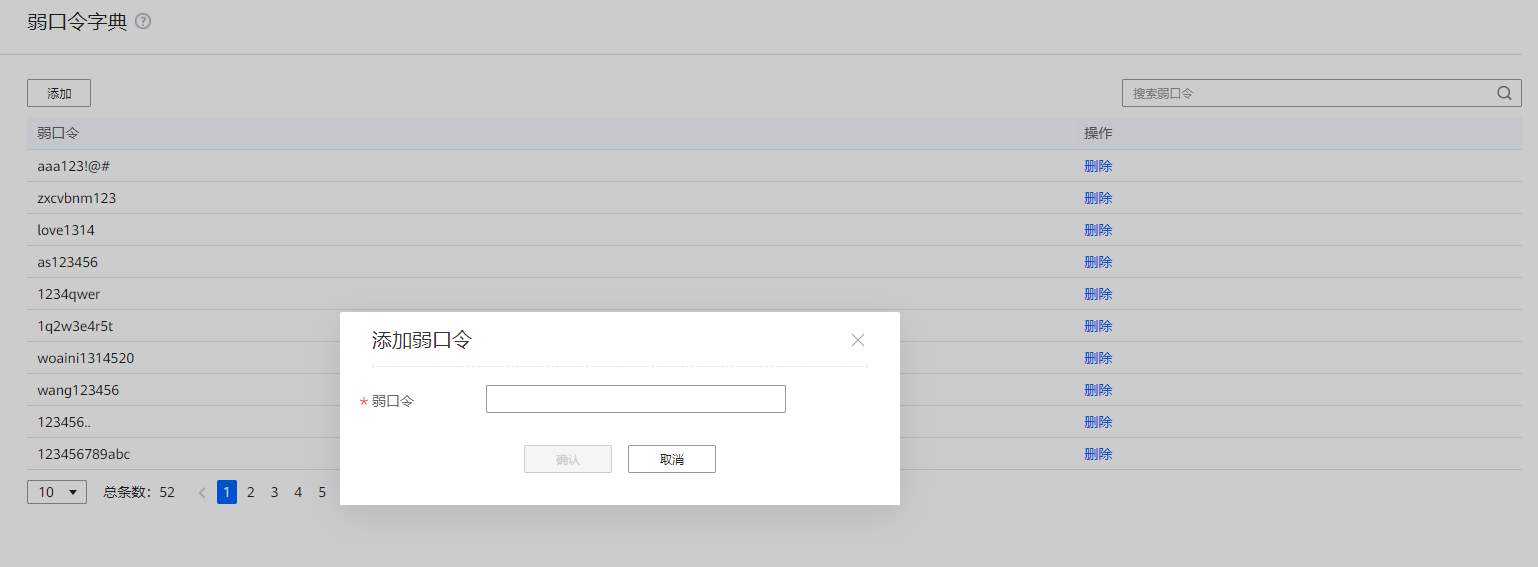 弱口令字典 ?
添加
搜索弱口令
弱口令 操作
aaa123!@# 删除
zxcvbnm123 删除
love1314 删除
as123456 删除
1234qwer 删除
1q2w3e4r5t 删除
woaini1314520 删除
wang123456 删除
123456.. 删除
123456789abc 删除
10 总条数: 52 < 1 2 3 4 5
添加弱口令
* 弱口令
确认 取消